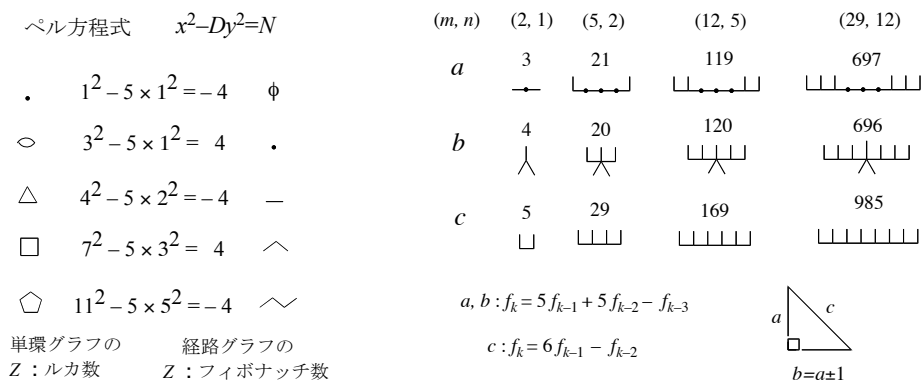 ペル方程式 x²–Dy²=N
1² – 5 × 1² = – 4 ϕ
3² – 5 × 1² = 4
4² – 5 × 2² = – 4
7² – 5 × 3² = 4
11² – 5 × 5² = – 4
単環グラフの
Z：ルカ数
経路グラフの
Z：フィボナッチ数
(m, n) (2, 1) (5, 2) (12, 5) (29, 12)
a 3 21 119 697
b 4 20 120 696
c 5 29 169 985
a, b : fₖ = 5 fₖ₋₁ + 5 fₖ₋₂ – fₖ₋₃
c : fₖ = 6 fₖ₋₁ – fₖ₋₂
a c
b=a±1